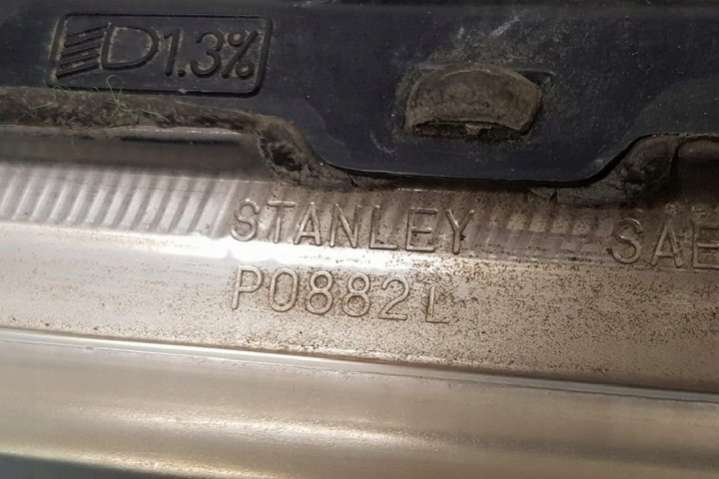 D1.3%
STANLEY SAE
P0882L